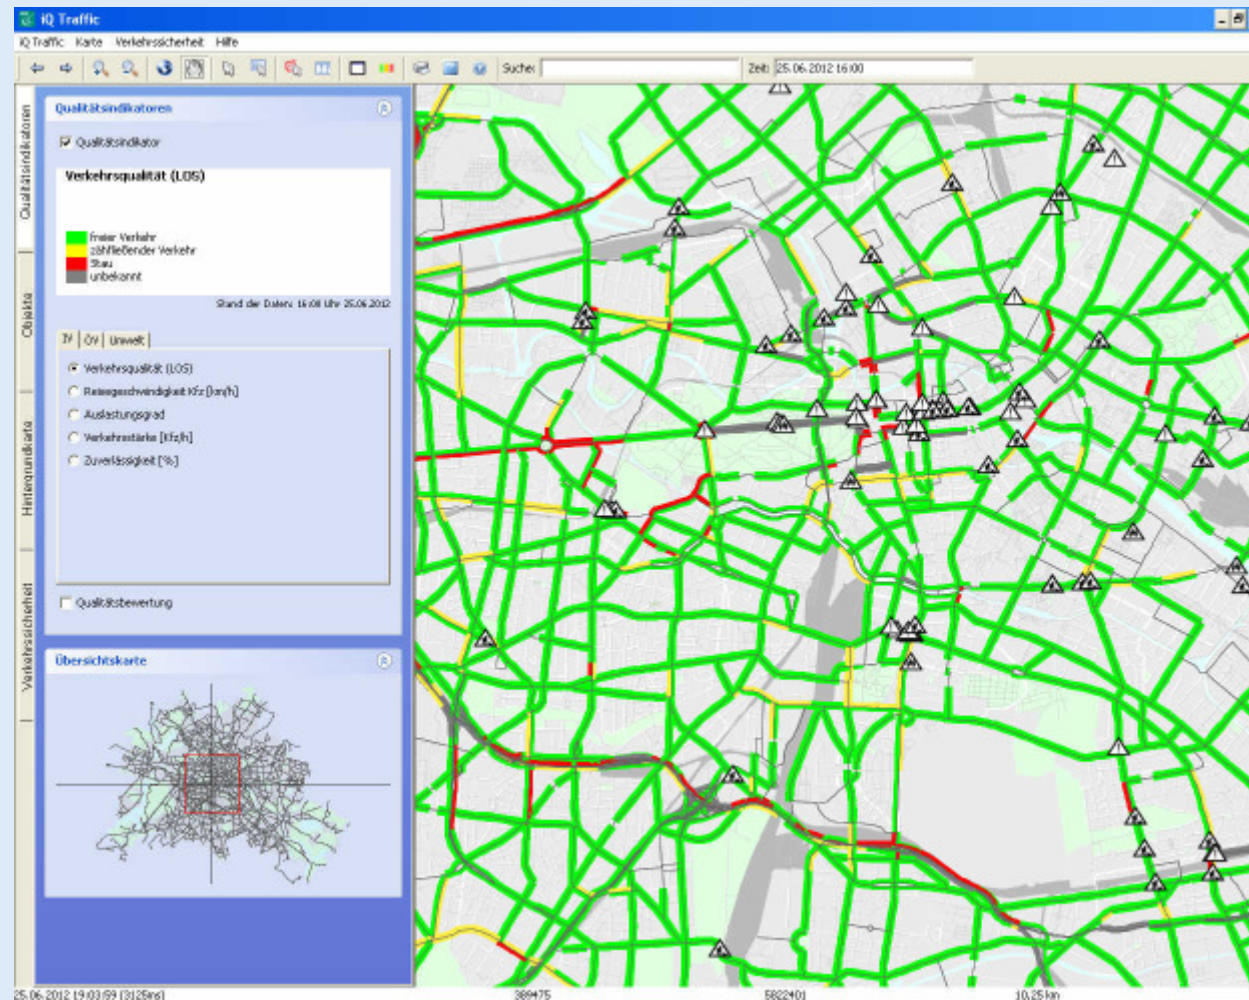 iQ Traffic
iQ Traffic Karte Verkehrssicherheit Hilfe
Suche: Zeit: 25.06.2012 16:00
Qualitätsindikatoren
Objekte
Hintergrundkarte
Verkehrssicherheit
Qualitätsindikatoren
Qualitätsindikator
Verkehrsqualität (LOS)
freier Verkehr
zähfließender Verkehr
Stau
unbekannt
Stand der Daten: 16:00 Uhr 25.06.2012
IV ÖV Umwelt
Verkehrsqualität (LOS)
Reisegeschwindigkeit Kfz [km/h]
Auslastungsgrad
Verkehrsstärke [Kfz/h]
Zuverlässigkeit [%]
Qualitätsbewertung
Übersichtskarte
25.06.2012 19:03:59 (3125ms) 389475 5822401 10,25 km